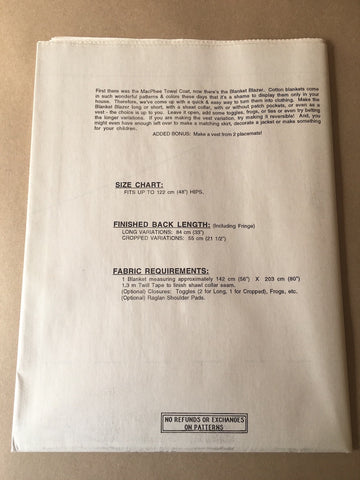 First there was the MacPhee Towel Coat, now there's the Blanket Blazer. Cotton blankets come
in such wonderful patterns & colors these days that it's a shame to display them only in your
house. Therefore, we've come up with a quick & easy way to turn them into clothing. Make the
Blanket Blazer long or short, with a shawl collar, with or without patch pockets, or even as a
vest - the choice is up to you. Leave it open, add some toggles, frogs, or ties or even try belting
the longer variations. If you are making the vest variation, try making it reversible! And, you
might even have enough left over to make a matching skirt, decorate a jacket or make something
for your children.
ADDED BONUS: Make a vest from 2 placemats!
SIZE CHART:
FITS UP TO 122 cm (48") HIPS.
FINISHED BACK LENGTH: (Including Fringe)
LONG VARIATIONS: 84 cm (33")
CROPPED VARIATIONS: 55 cm (21 1/2")
FABRIC REQUIREMENTS:
1 Blanket measuring approximately 142 cm (56") X 203 cm (80")
1.3 m Twill Tape to finish shawl collar seam.
(Optional) Closures: Toggles (2 for Long, 1 for Cropped), Frogs, etc.
(Optional) Raglan Shoulder Pads.
NO REFUNDS OR EXCHANGES
ON PATTERNS